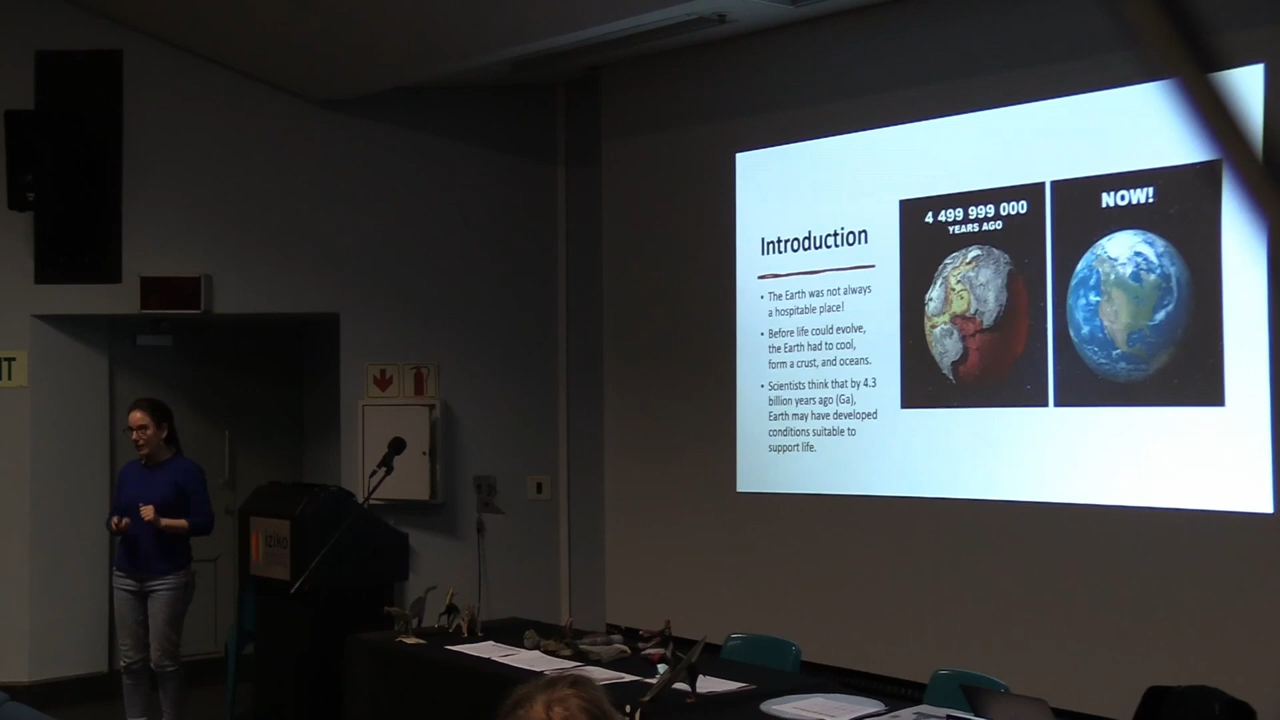 Introduction
• The Earth was not always
a hospitable place!
• Before life could evolve,
the Earth had to cool,
form a crust, and oceans.
• Scientists think that by 4.3
billion years ago (Ga),
Earth may have developed
conditions suitable to
support life.
4 499 999 000
YEARS AGO
NOW!
IT
iziko